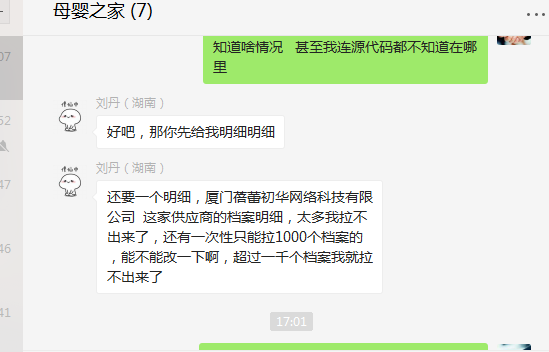 母婴之家 (7)
知道啥情况 甚至我连源代码都不知道在哪
里
07
刘丹（湖南）
52
好吧，那你先给我明细明细
刘丹（湖南）
47
还要一个明细，厦门蓓蕾初华网络科技有限
公司 这家供应商的档案明细，太多我拉不
出来了，还有一次性只能拉1000个档案的
46
，能不能改一下啊，超过一千个档案我就拉
不出来了
41
17:01